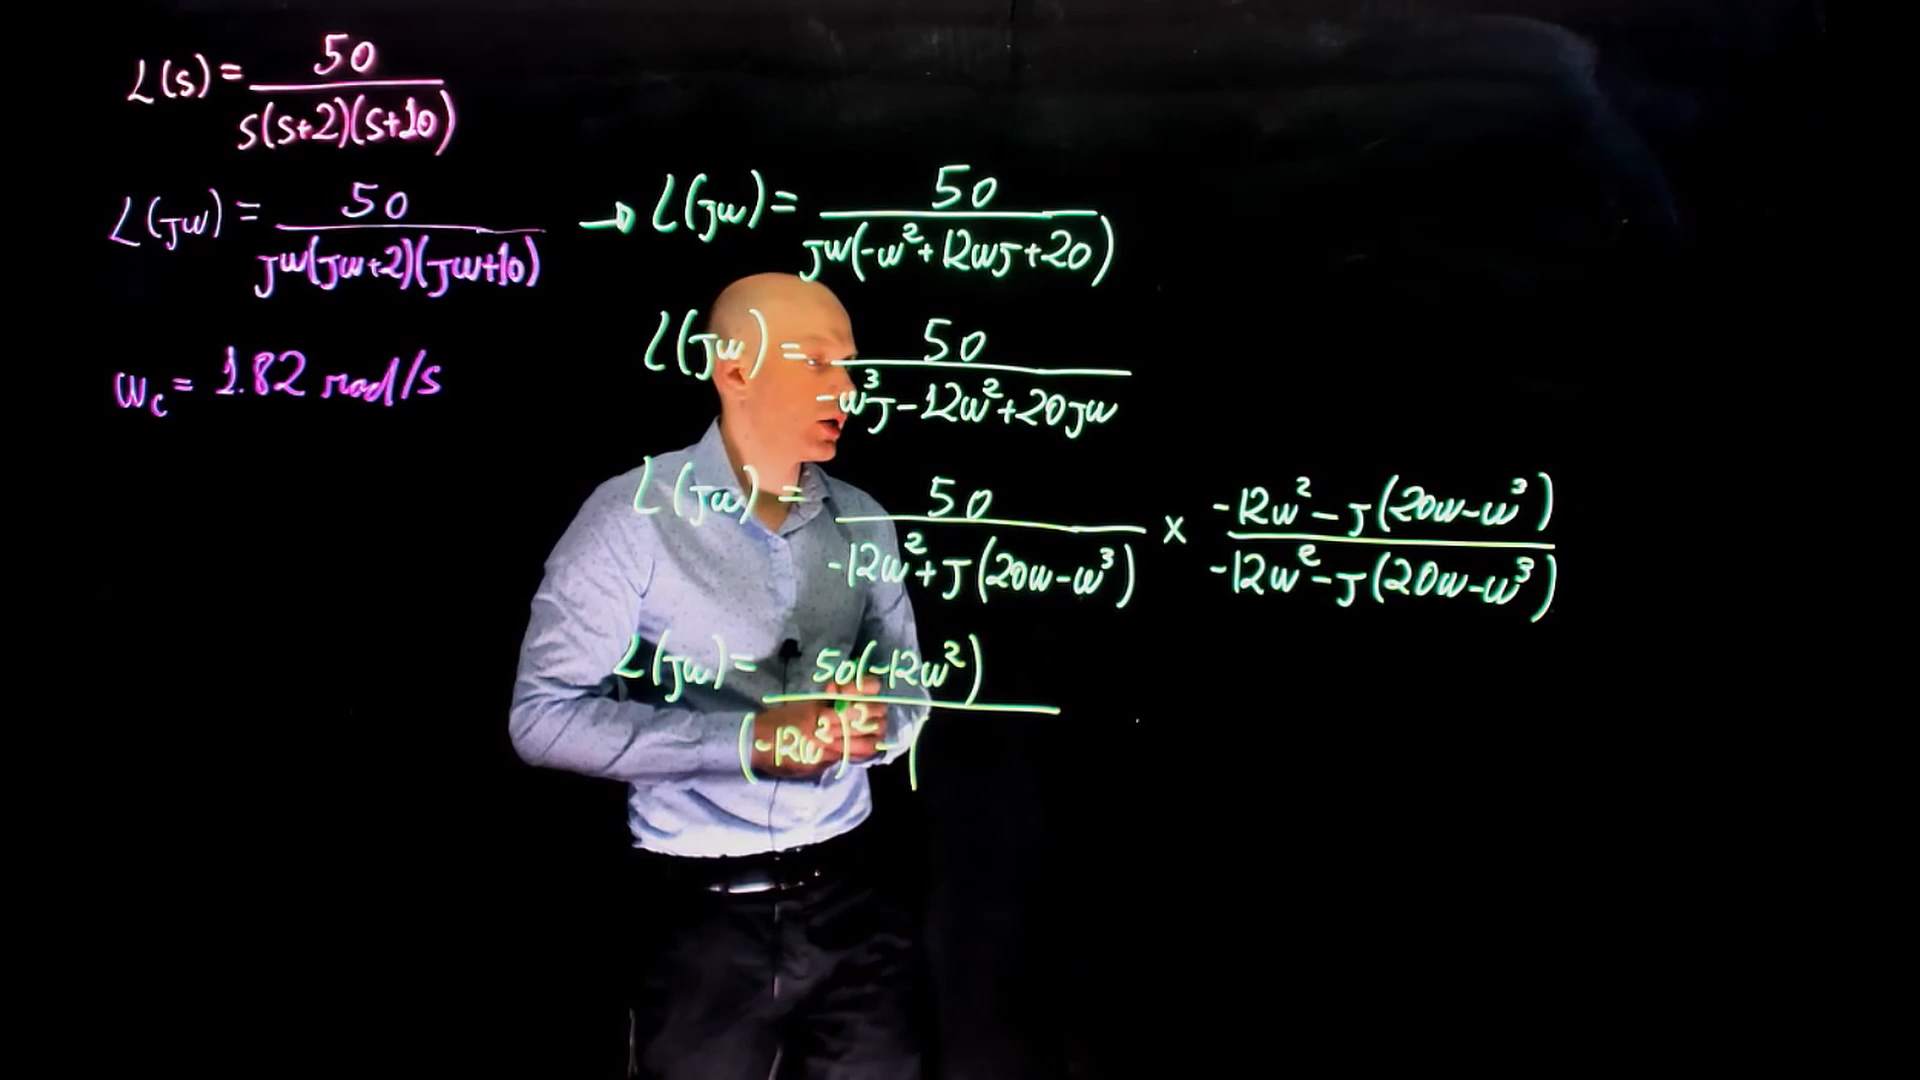 L(s) = 50 / s(s+2)(s+10)
L(jw) = 50 / jw(jw+2)(jw+10) → L(jw) = 50 / jw(-w²+12wj+20)
L(jw) = 50 / -w³j-12w²+20jw
wc = 1.82 rad/s
L(jw) = 50 / -12w²+j(20w-w³) x -12w²-j(20w-w³) / -12w²-j(20w-w³)
L(jw) = 50(-12w²) / (-12w²)² -(